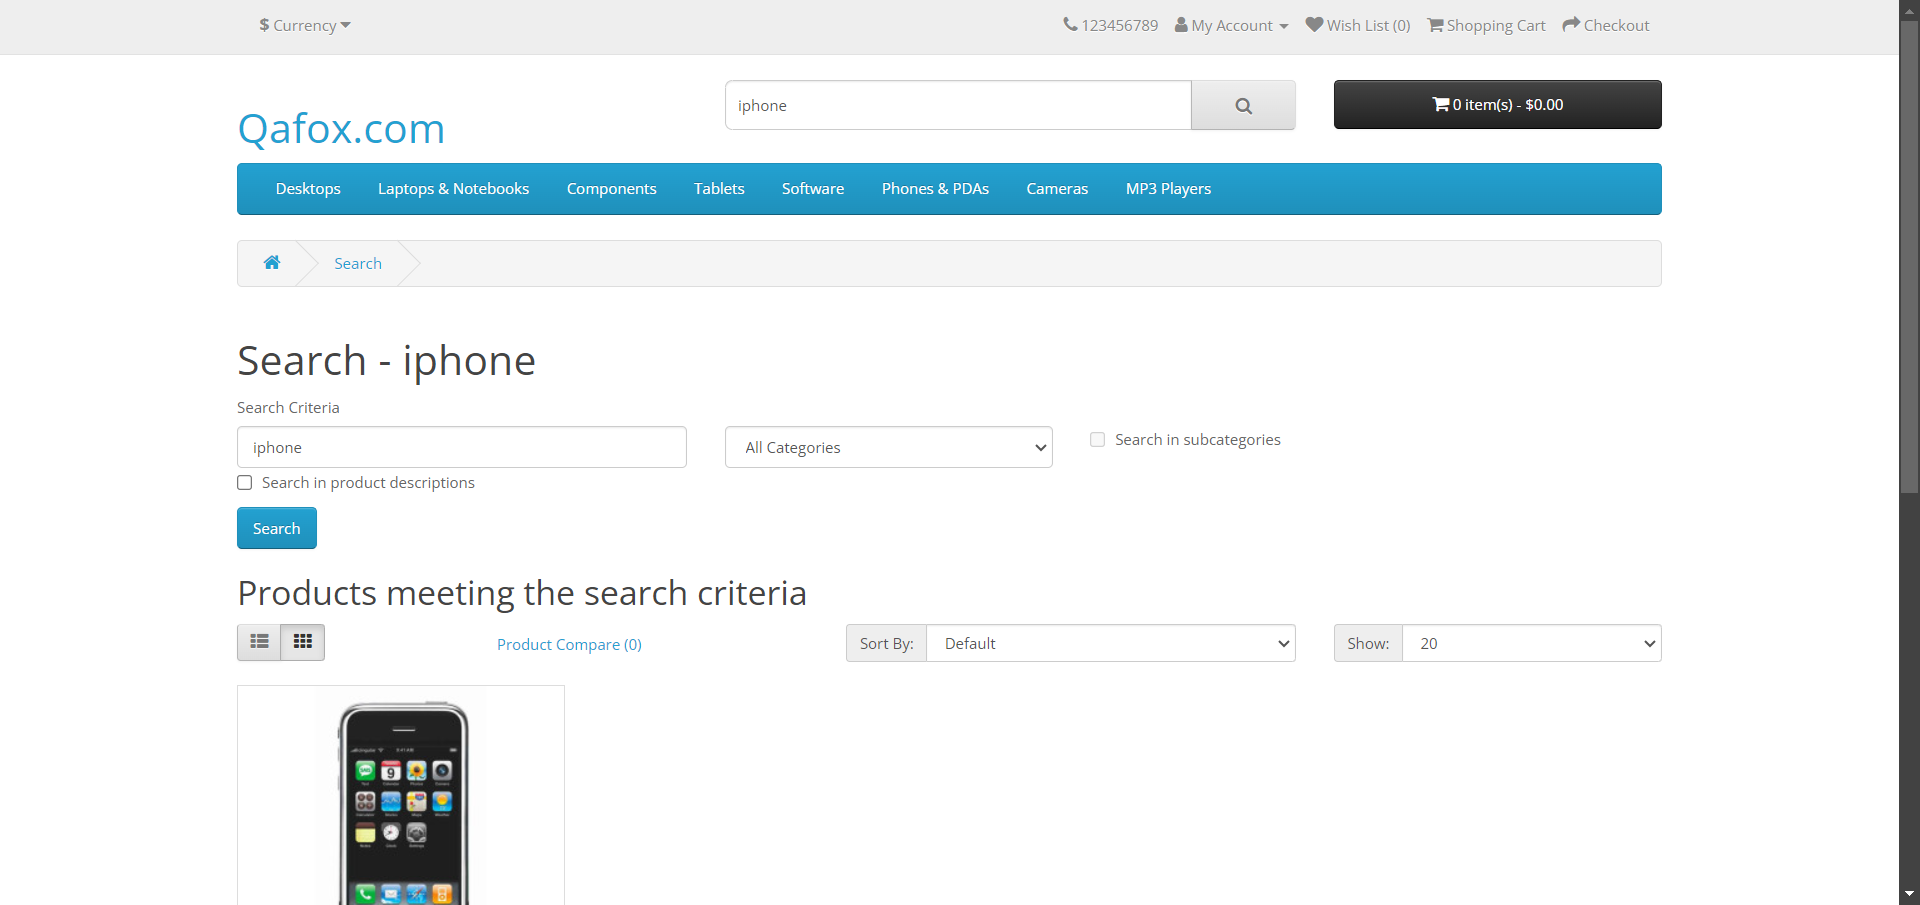 $ Currency
123456789 My Account Wish List (0) Shopping Cart Checkout
Qafox.com
iphone
0 item(s) - $0.00
Desktops Laptops & Notebooks Components Tablets Software Phones & PDAs Cameras MP3 Players
Search
Search - iphone
Search Criteria
iphone
All Categories
Search in subcategories
Search in product descriptions
Search
Products meeting the search criteria
Product Compare (0)
Sort By: Default
Show: 20
9